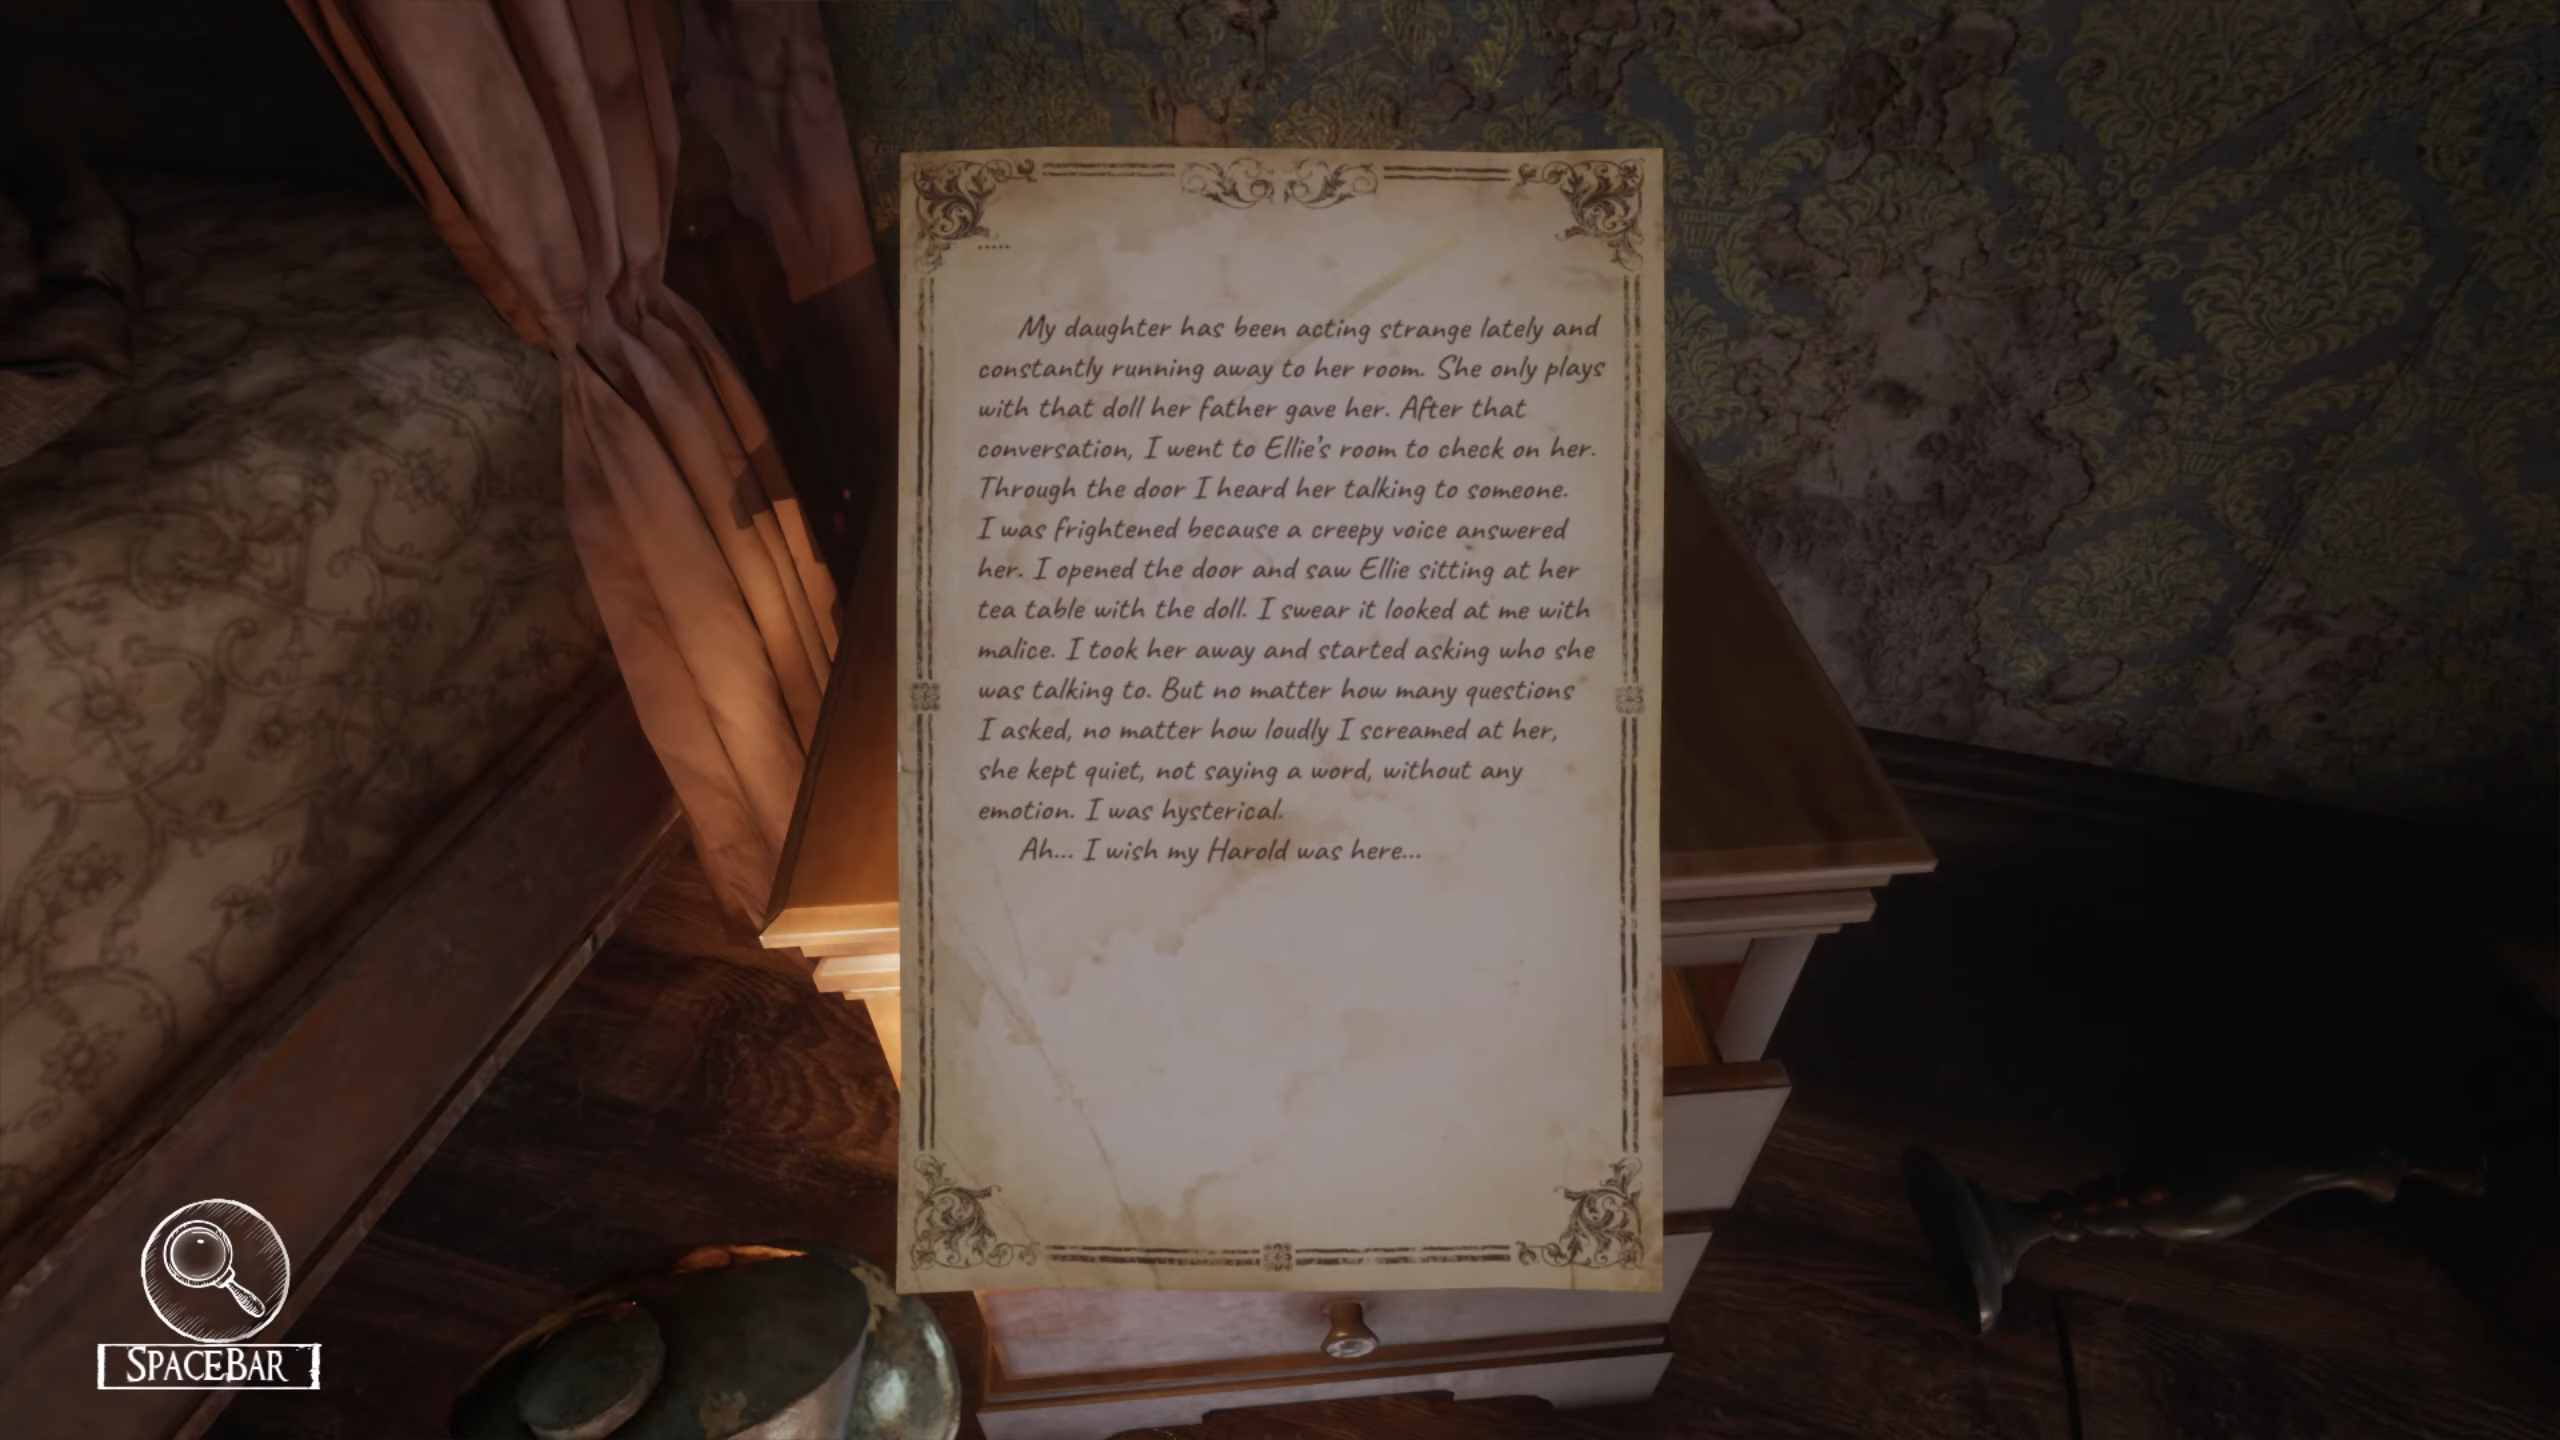 .....
My daughter has been acting strange lately and
constantly running away to her room. She only plays
with that doll her father gave her. After that
conversation, I went to Ellie's room to check on her.
Through the door I heard her talking to someone.
I was frightened because a creepy voice answered
her. I opened the door and saw Ellie sitting at her
tea table with the doll. I swear it looked at me with
malice. I took her away and started asking who she
was talking to. But no matter how many questions
I asked, no matter how loudly I screamed at her,
she kept quiet, not saying a word, without any
emotion. I was hysterical.
Ah... I wish my Harold was here...
SPACEBAR